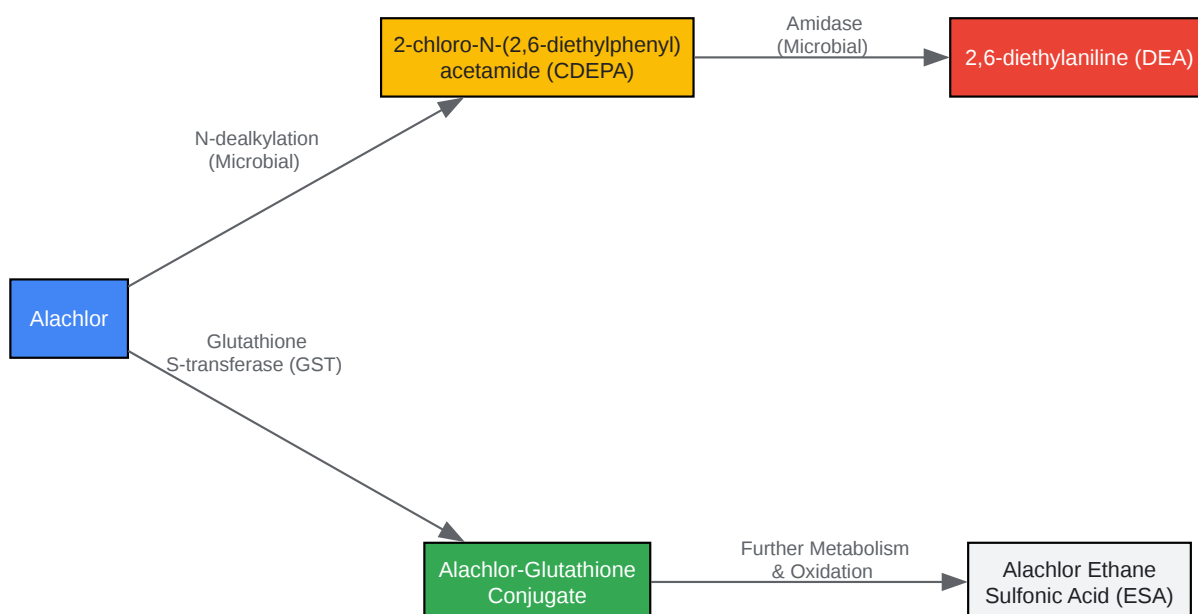 2-chloro-N-(2,6-diethylphenyl)
acetamide (CDEPA)
Amidase
(Microbial)
2,6-diethylaniline (DEA)
N-dealkylation
(Microbial)
Alachlor
Glutathione
S-transferase (GST)
Alachlor-Glutathione
Conjugate
Further Metabolism
& Oxidation
Alachlor Ethane
Sulfonic Acid (ESA)